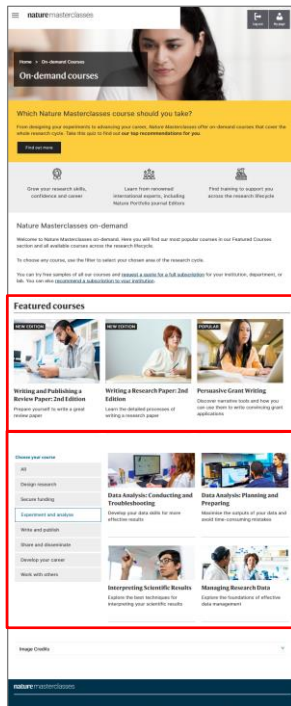 nature masterclasses
Home > On-demand Courses
On-demand courses
Which Nature Masterclasses course should you take?
From designing your experiments to advancing your career, Nature Masterclasses offer on-demand courses that cover the
whole research cycle. Take this quiz to find out our top recommendations for you.
Find out more
Grow your research skills,
confidence and career
Learn from renowned
international experts, including
Nature Portfolio journal Editors
Find training to support you
across the research lifecycle
Nature Masterclasses on-demand
Welcome to Nature Masterclasses on-demand. Here you will find our most popular courses in our Featured Courses
section and all available courses across the research lifecycle.
To choose any course, use the filter to select your chosen area of the research cycle.
You can try free samples of all our courses and request a quote for a full subscription for your institution, department, or
lab. You can also recommend a subscription to your institution.
Featured courses
NEW EDITION
Writing and Publishing a
Review Paper: 2nd Edition
Prepare yourself to write a great
review paper
NEW EDITION
Writing a Research Paper: 2nd
Edition
Learn the detailed processes of
writing a research paper
POPULAR
Persuasive Grant Writing
Discover narrative tools and how you
can use them to write convincing grant
applications
Choose your course
All
Design research
Secure funding
Experiment and analyse
Write and publish
Share and disseminate
Develop your career
Work with others
Data Analysis: Conducting and
Troubleshooting
Develop your data skills for more
effective results
Data Analysis: Planning and
Preparing
Maximise the outputs of your data and
avoid time-consuming mistakes
Interpreting Scientific Results
Explore the best techniques for
interpreting your scientific results
Managing Research Data
Explore the foundations of effective
data management
Image Credits
nature masterclasses